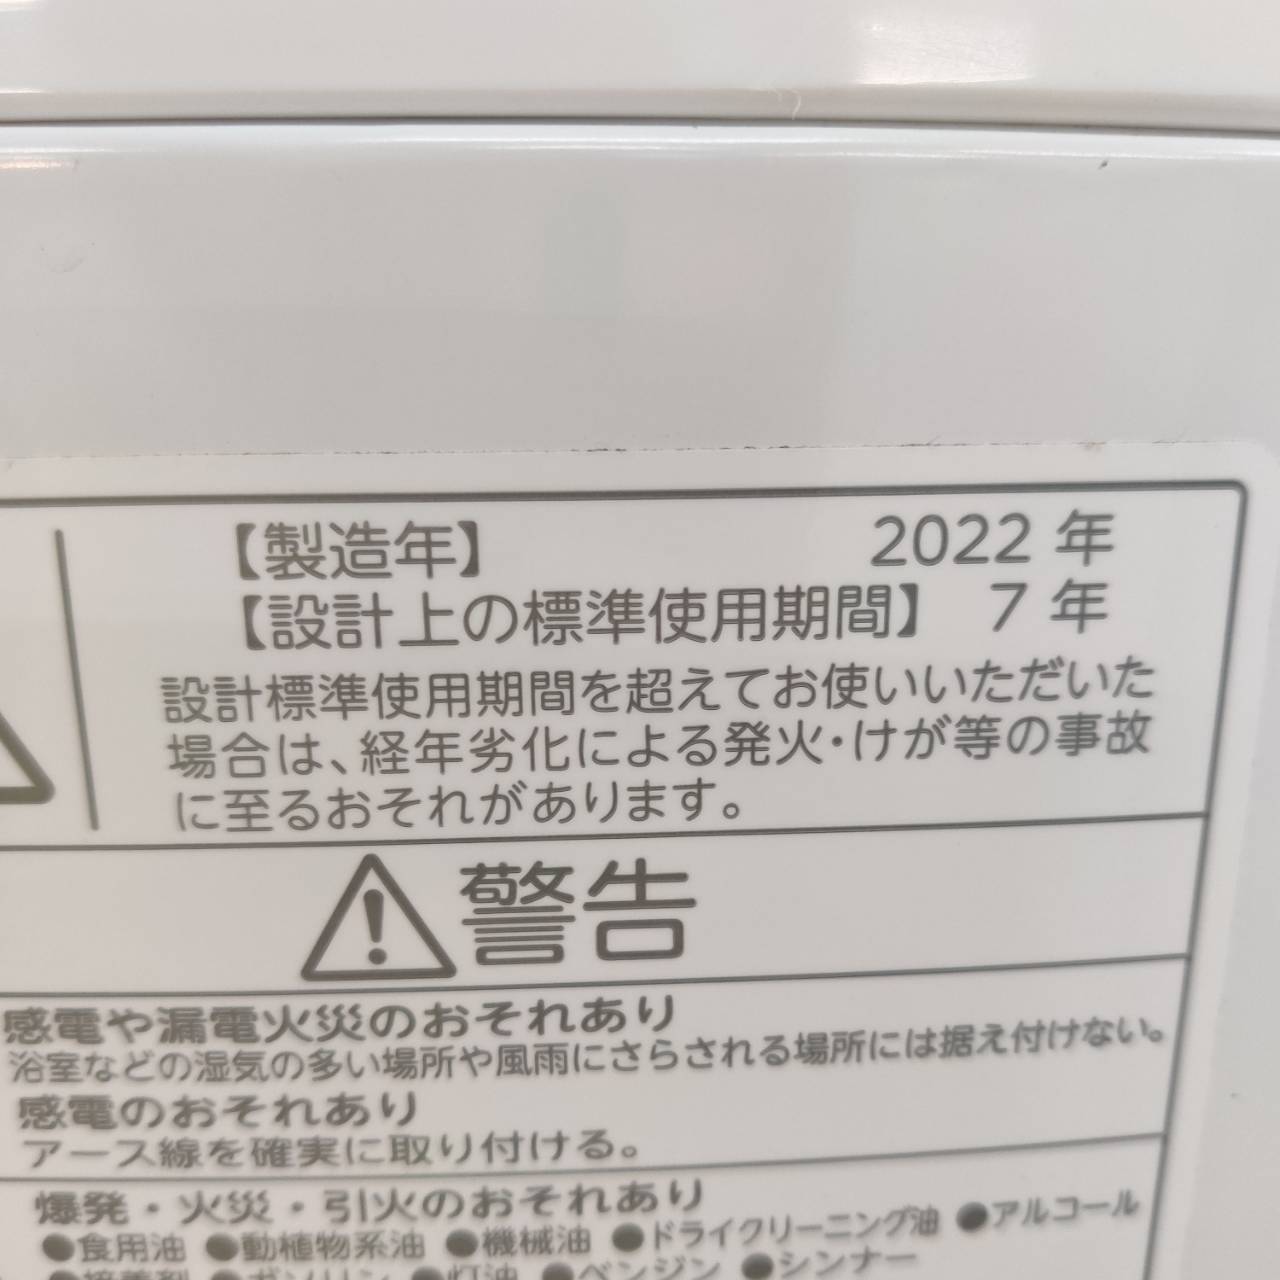 【製造年】 2022 年
【設計上の標準使用期間】 7 年
設計標準使用期間を超えてお使いいただいた
場合は、経年劣化による発火・けが等の事故
に至るおそれがあります。
警告
感電や漏電火災のおそれあり
浴室などの湿気の多い場所や風雨にさらされる場所には据え付けない。
感電のおそれあり
アース線を確実に取り付ける。
爆発・火災・引火のおそれあり
●食用油 ●動植物系油 ●機械油 ●ドライクリーニング油 ●アルコール
●接着剤 ●ガソリン ●灯油 ●ベンジン ●シンナー